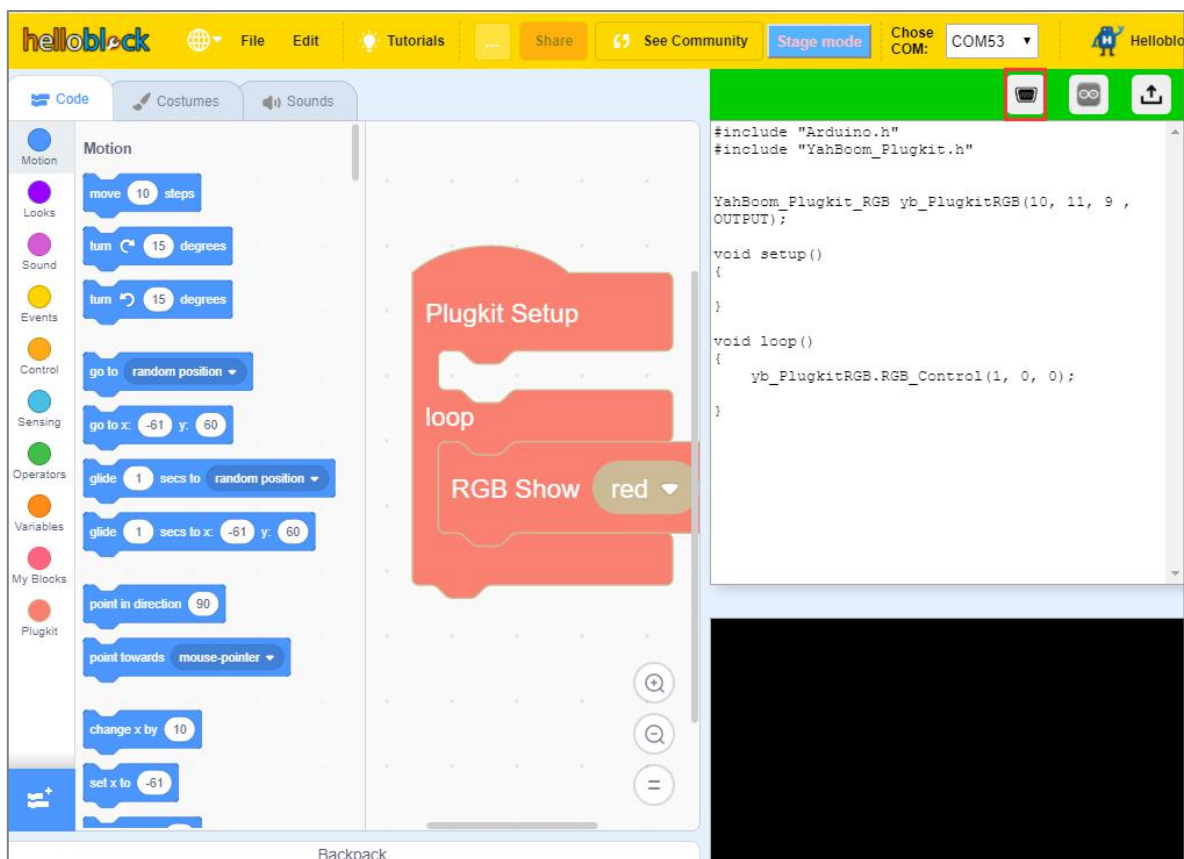 helloblock
File Edit Tutorials ... Share See Community Stage mode Chose COM: COM53 Helloblo
Code Costumes Sounds
Motion
Looks
Sound
Events
Control
Sensing
Operators
Variables
My Blocks
Plugkit
Motion
move 10 steps
turn 15 degrees
turn 15 degrees
go to random position
go to x: -61 y: 60
glide 1 secs to random position
glide 1 secs to x: -61 y: 60
point in direction 90
point towards mouse-pointer
change x by 10
set x to -61
Plugkit Setup
loop
RGB Show red
#include "Arduino.h"
#include "YahBoom_Plugkit.h"
YahBoom_Plugkit_RGB yb_PlugkitRGB(10, 11, 9 ,
OUTPUT);
void setup()
{
}
void loop()
{
yb_PlugkitRGB.RGB_Control(1, 0, 0);
}
Backpack